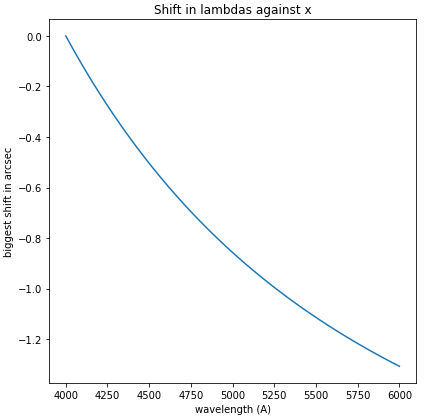 Shift in lambdas against x
0.0
−0.2
−0.4
−0.6
−0.8
−1.0
−1.2
biggest shift in arcsec
4000 4250 4500 4750 5000 5250 5500 5750 6000
wavelength (A)